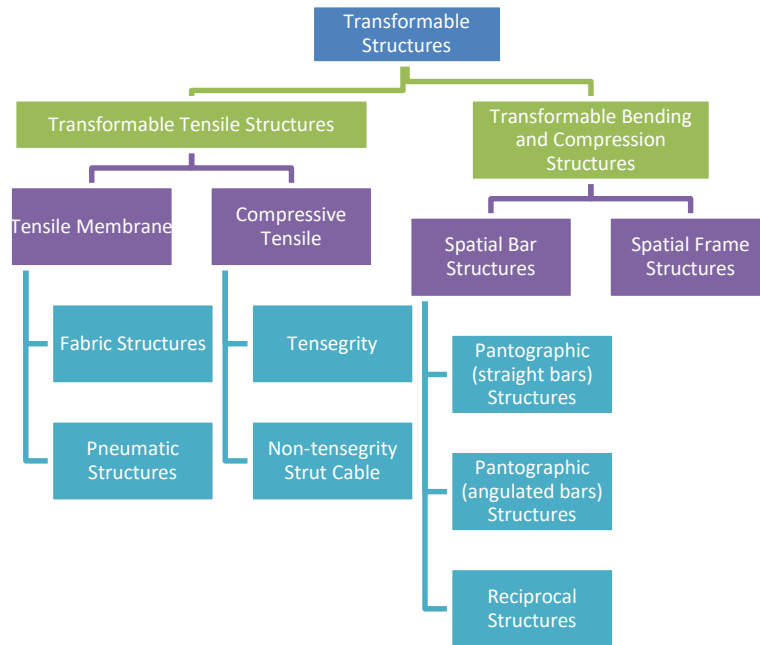 Transformable
Structures
Transformable Tensile Structures
Transformable Bending
and Compression
Structures
Tensile Membrane
Compressive
Tensile
Spatial Bar
Structures
Spatial Frame
Structures
Fabric Structures
Tensegrity
Pantographic
(straight bars)
Structures
Pneumatic
Structures
Non-tensegrity
Strut Cable
Pantographic
(angulated bars)
Structures
Reciprocal
Structures